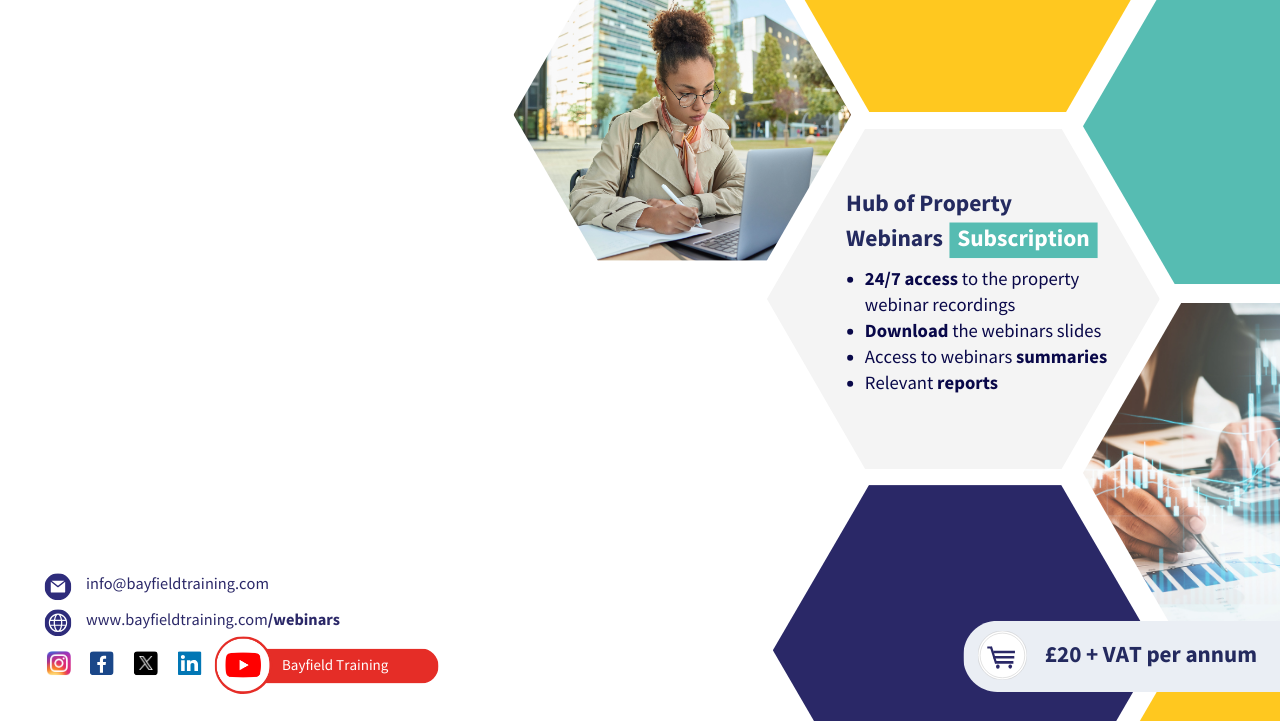 Hub of Property
Webinars Subscription
• 24/7 access to the property
webinar recordings
• Download the webinars slides
• Access to webinars summaries
• Relevant reports
info@bayfieldtraining.com
www.bayfieldtraining.com/webinars
Bayfield Training
£20 + VAT per annum